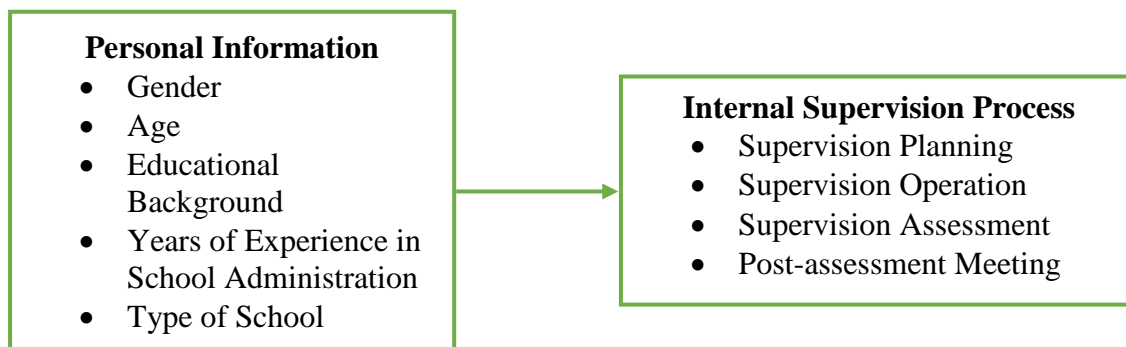 Personal Information
• Gender
• Age
• Educational
Background
• Years of Experience in
School Administration
• Type of School
Internal Supervision Process
• Supervision Planning
• Supervision Operation
• Supervision Assessment
• Post-assessment Meeting